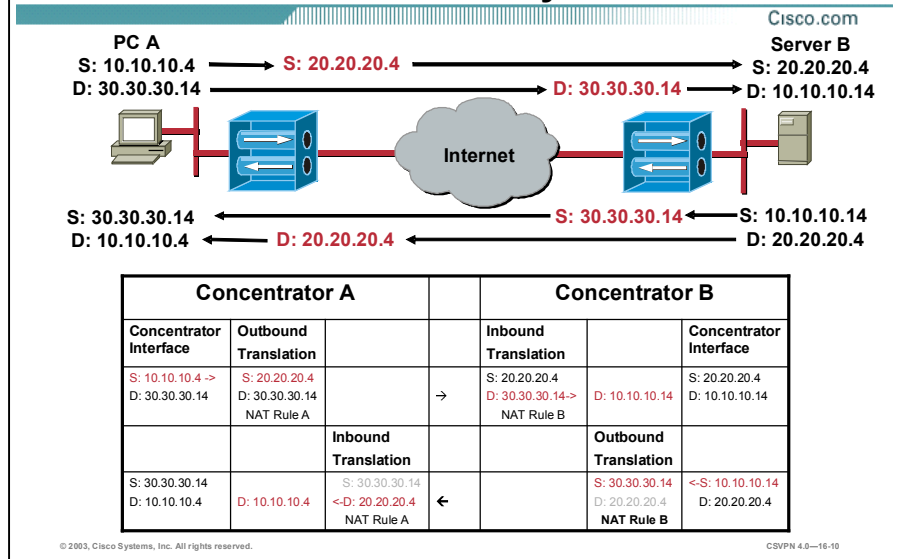 Cisco.com
PC A
Server B
S: 10.10.10.4 S: 20.20.20.4 S: 20.20.20.4
D: 30.30.30.14 D: 30.30.30.14 D: 10.10.10.14
Internet
S: 30.30.30.14 S: 30.30.30.14 S: 10.10.10.14
D: 10.10.10.4 D: 20.20.20.4 D: 20.20.20.4
Concentrator A Concentrator B
Concentrator Interface Outbound Translation Inbound Translation Concentrator Interface
S: 10.10.10.4 -> S: 20.20.20.4 → S: 20.20.20.4 S: 20.20.20.4
D: 30.30.30.14 D: 30.30.30.14 D: 30.30.30.14-> D: 10.10.10.14 D: 10.10.10.14
NAT Rule A NAT Rule B
Inbound Translation Outbound Translation
S: 30.30.30.14 S: 30.30.30.14 ← S: 30.30.30.14 <-S: 10.10.10.14
D: 10.10.10.4 D: 10.10.10.4 <-D: 20.20.20.4 D: 20.20.20.4 D: 20.20.20.4
NAT Rule A NAT Rule B
© 2003, Cisco Systems, Inc. All rights reserved. CSVPN 4.0—16-10